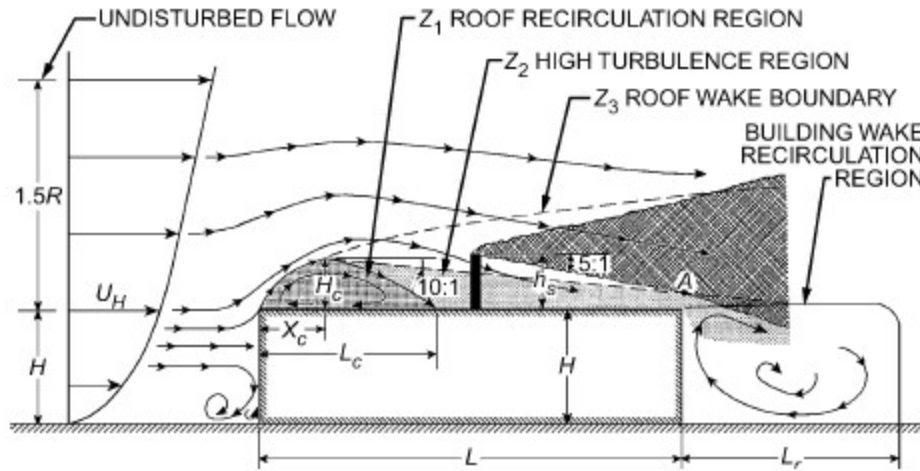 UNDISTURBED FLOW
Z1 ROOF RECIRCULATION REGION
Z2 HIGH TURBULENCE REGION
Z3 ROOF WAKE BOUNDARY
BUILDING WAKE
RECIRCULATION
REGION
1.5R
5:1
UH
Hc
10:1
hs
A
Xc
Lc
H
H
L
Lr